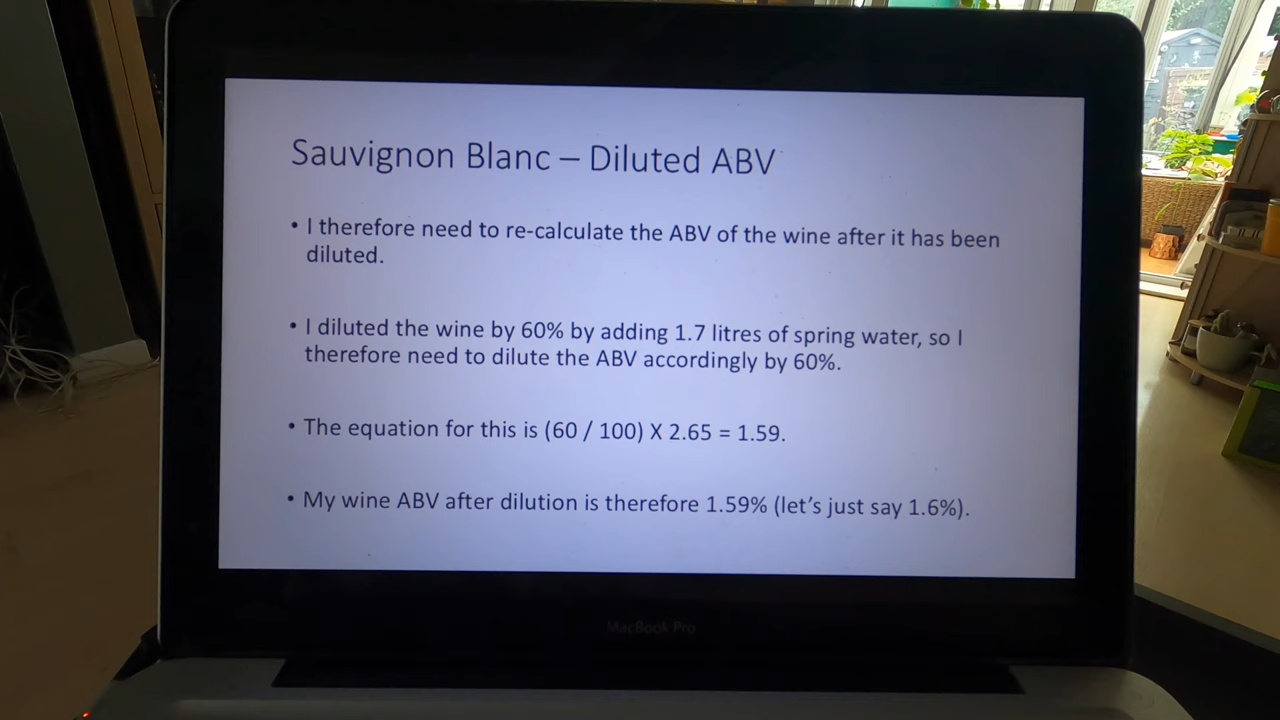 Sauvignon Blanc – Diluted ABV
• I therefore need to re-calculate the ABV of the wine after it has been
diluted.
• I diluted the wine by 60% by adding 1.7 litres of spring water, so I
therefore need to dilute the ABV accordingly by 60%.
• The equation for this is (60 / 100) X 2.65 = 1.59.
• My wine ABV after dilution is therefore 1.59% (let's just say 1.6%).
MacBook Pro